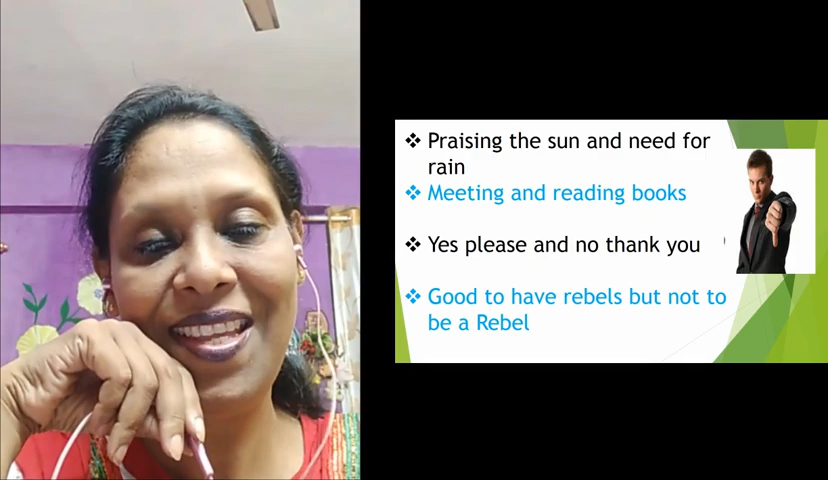 ❖ Praising the sun and need for
rain
❖ Meeting and reading books
❖ Yes please and no thank you
❖ Good to have rebels but not to
be a Rebel